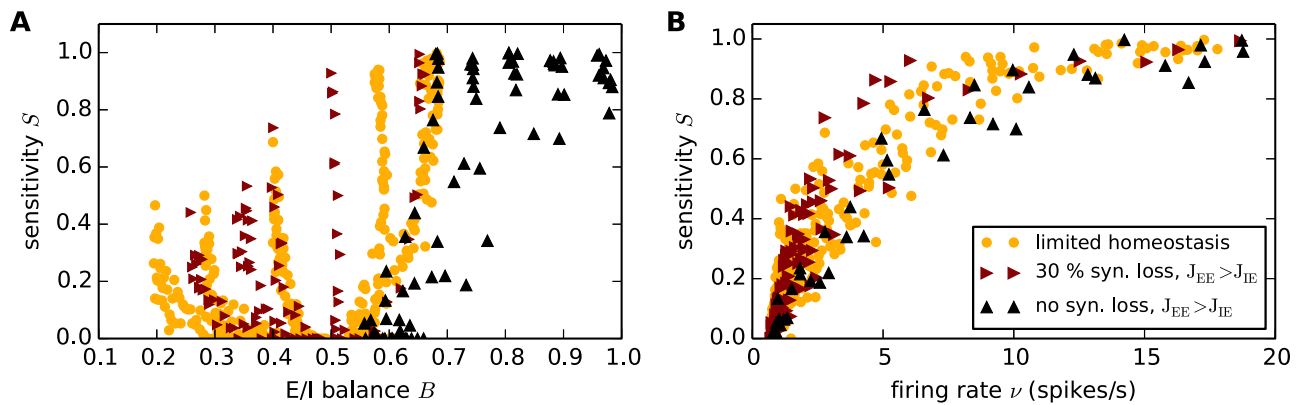 A
sensitivity S
1.0
0.8
0.6
0.4
0.2
0.0
0.1 0.2 0.3 0.4 0.5 0.6 0.7 0.8 0.9 1.0
E/I balance B
B
sensitivity S
1.0
0.8
0.6
0.4
0.2
0.0
0 5 10 15 20
firing rate ν (spikes/s)
limited homeostasis
30 % syn. loss, J_EE>J_IE
no syn. loss, J_EE>J_IE